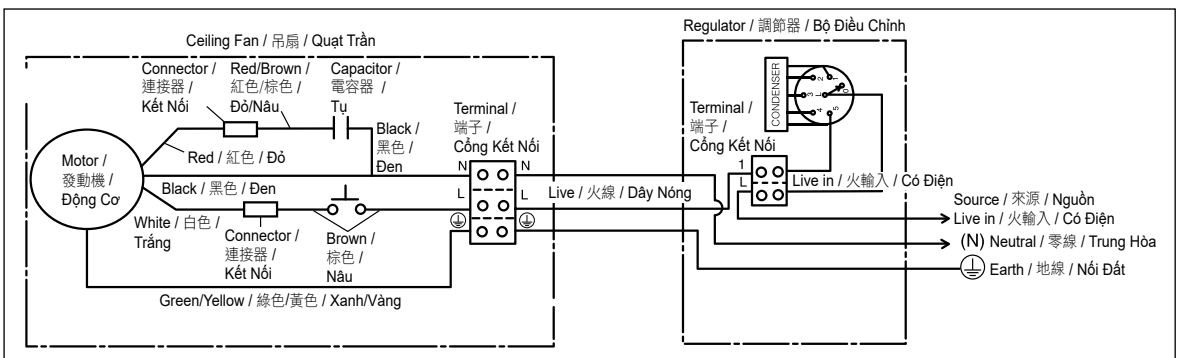 Regulator / 調節器 / Bộ Điều Chỉnh
Ceiling Fan / 吊扇 / Quạt Trần
Connector /
連接器 /
Kết Nối
Red/Brown /
紅色/棕色 /
Đỏ/Nâu
Capacitor /
電容器 /
Tụ
Black /
黑色 /
Đen
Terminal /
端子 /
Cổng Kết Nối
CONDENSER
1
2
3
4
5
L
0
Terminal /
端子 /
Cổng Kết Nối
Motor /
發動機 /
Động Cơ
Red / 紅色 / Đỏ
Black / 黑色 / Đen
N
N
L
L
Live / 火線 / Dây Nóng
1
L
Live in / 火輸入 / Có Điện
White / 白色 /
Trắng
Connector /
連接器 /
Kết Nối
Brown /
棕色 /
Nâu
Green/Yellow / 綠色/黃色 / Xanh/Vàng
Source / 來源 / Nguồn
Live in / 火輸入 / Có Điện
(N) Neutral / 零線 / Trung Hòa
Earth / 地線 / Nối Đất